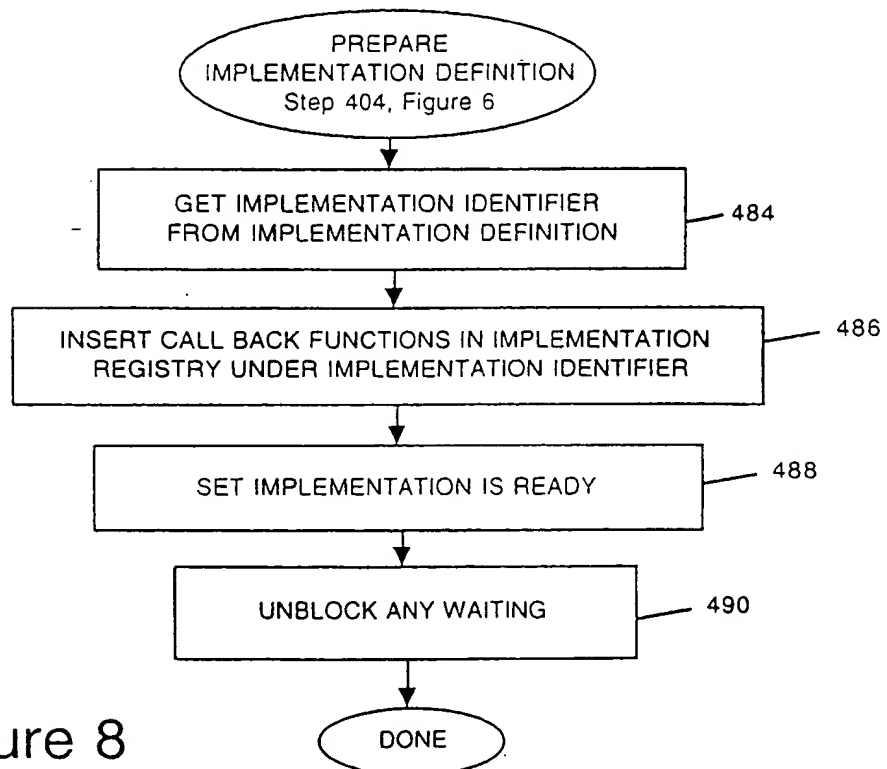 PREPARE
IMPLEMENTATION DEFINITION
Step 404, Figure 6
GET IMPLEMENTATION IDENTIFIER
FROM IMPLEMENTATION DEFINITION
484
INSERT CALL BACK FUNCTIONS IN IMPLEMENTATION
REGISTRY UNDER IMPLEMENTATION IDENTIFIER
486
SET IMPLEMENTATION IS READY
488
UNBLOCK ANY WAITING
490
DONE
ure 8